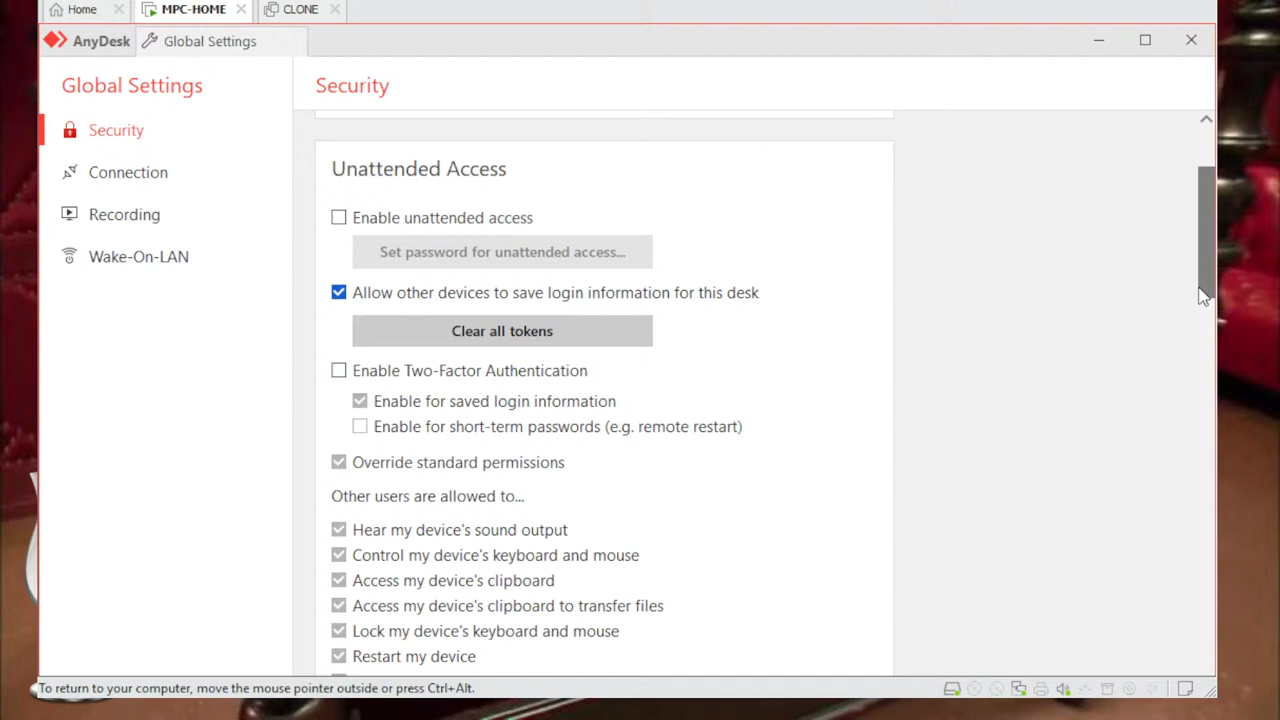 Home
MPC-HOME
CLONE
AnyDesk
Global Settings
Global Settings
Security
Security
Connection
Recording
Wake-On-LAN
Unattended Access
Enable unattended access
Set password for unattended access...
Allow other devices to save login information for this desk
Clear all tokens
Enable Two-Factor Authentication
Enable for saved login information
Enable for short-term passwords (e.g. remote restart)
Override standard permissions
Other users are allowed to...
Hear my device's sound output
Control my device's keyboard and mouse
Access my device's clipboard
Access my device's clipboard to transfer files
Lock my device's keyboard and mouse
Restart my device
To return to your computer, move the mouse pointer outside or press Ctrl+Alt.